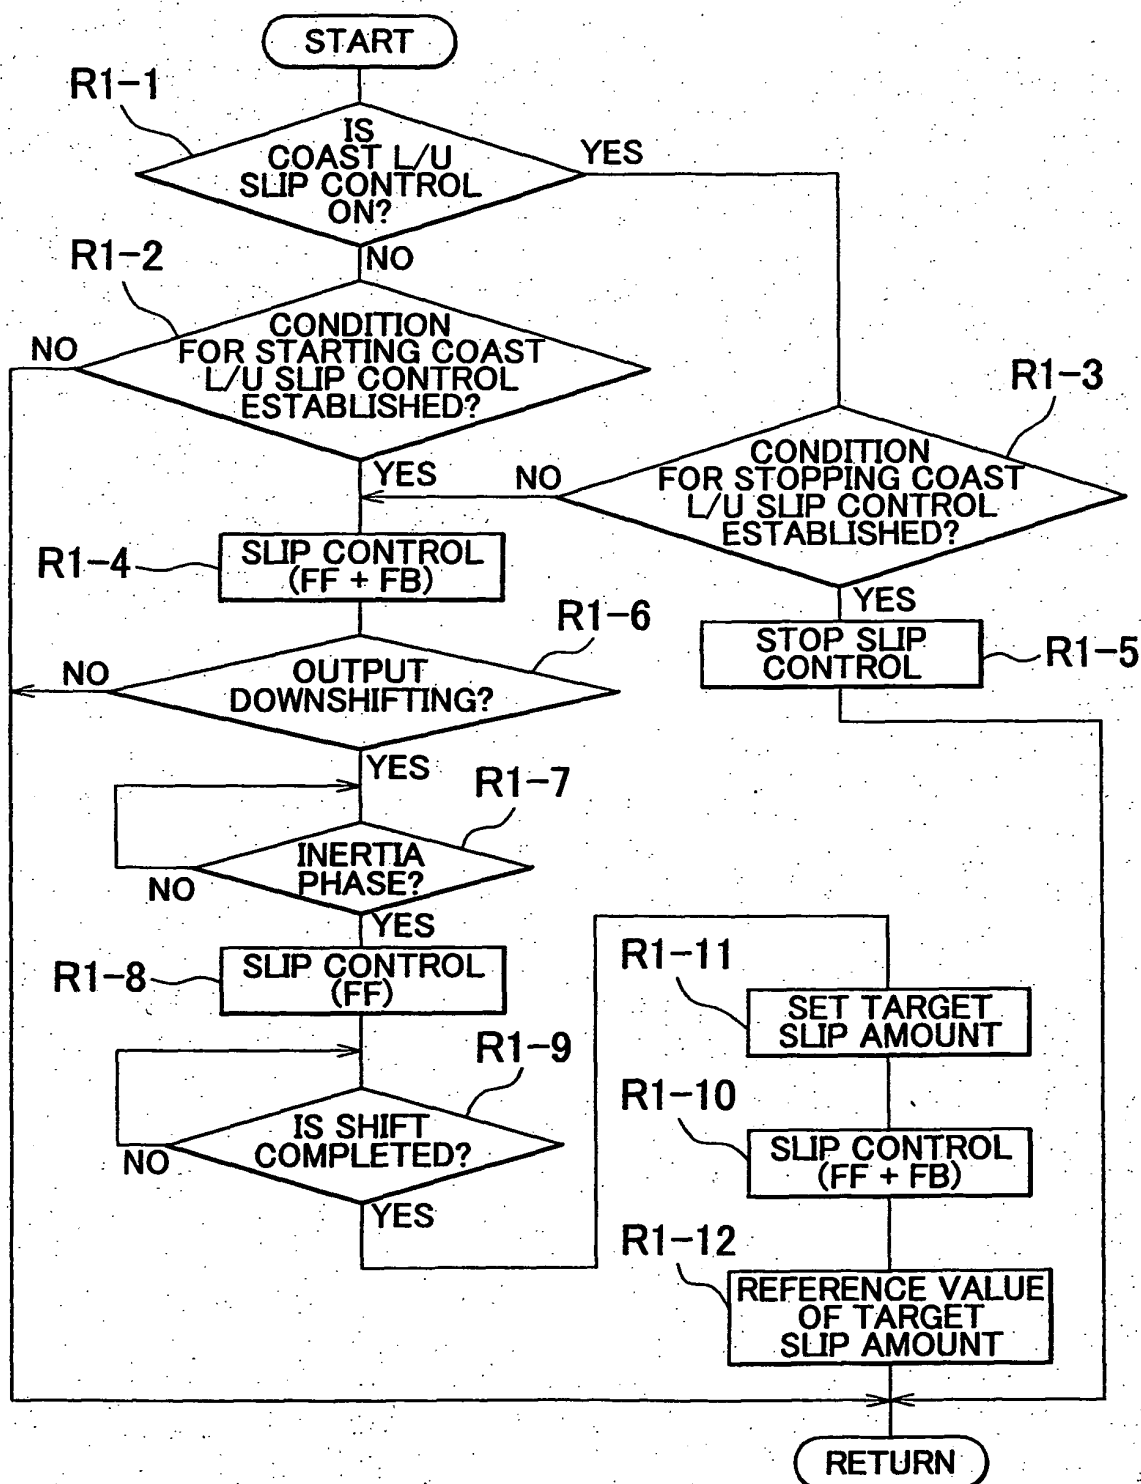 START
R1-1
IS
COAST L/U
SLIP CONTROL
ON?
YES
NO
R1-2
CONDITION
FOR STARTING COAST
L/U SLIP CONTROL
ESTABLISHED?
NO
YES
R1-3
CONDITION
FOR STOPPING COAST
L/U SLIP CONTROL
ESTABLISHED?
NO
YES
R1-4
SLIP CONTROL
(FF + FB)
STOP SLIP
CONTROL
R1-5
R1-6
OUTPUT
DOWNSHIFTING?
NO
YES
R1-7
INERTIA
PHASE?
NO
YES
R1-8
SLIP CONTROL
(FF)
R1-9
IS SHIFT
COMPLETED?
NO
YES
R1-11
SET TARGET
SLIP AMOUNT
R1-10
SLIP CONTROL
(FF + FB)
R1-12
REFERENCE VALUE
OF TARGET
SLIP AMOUNT
RETURN